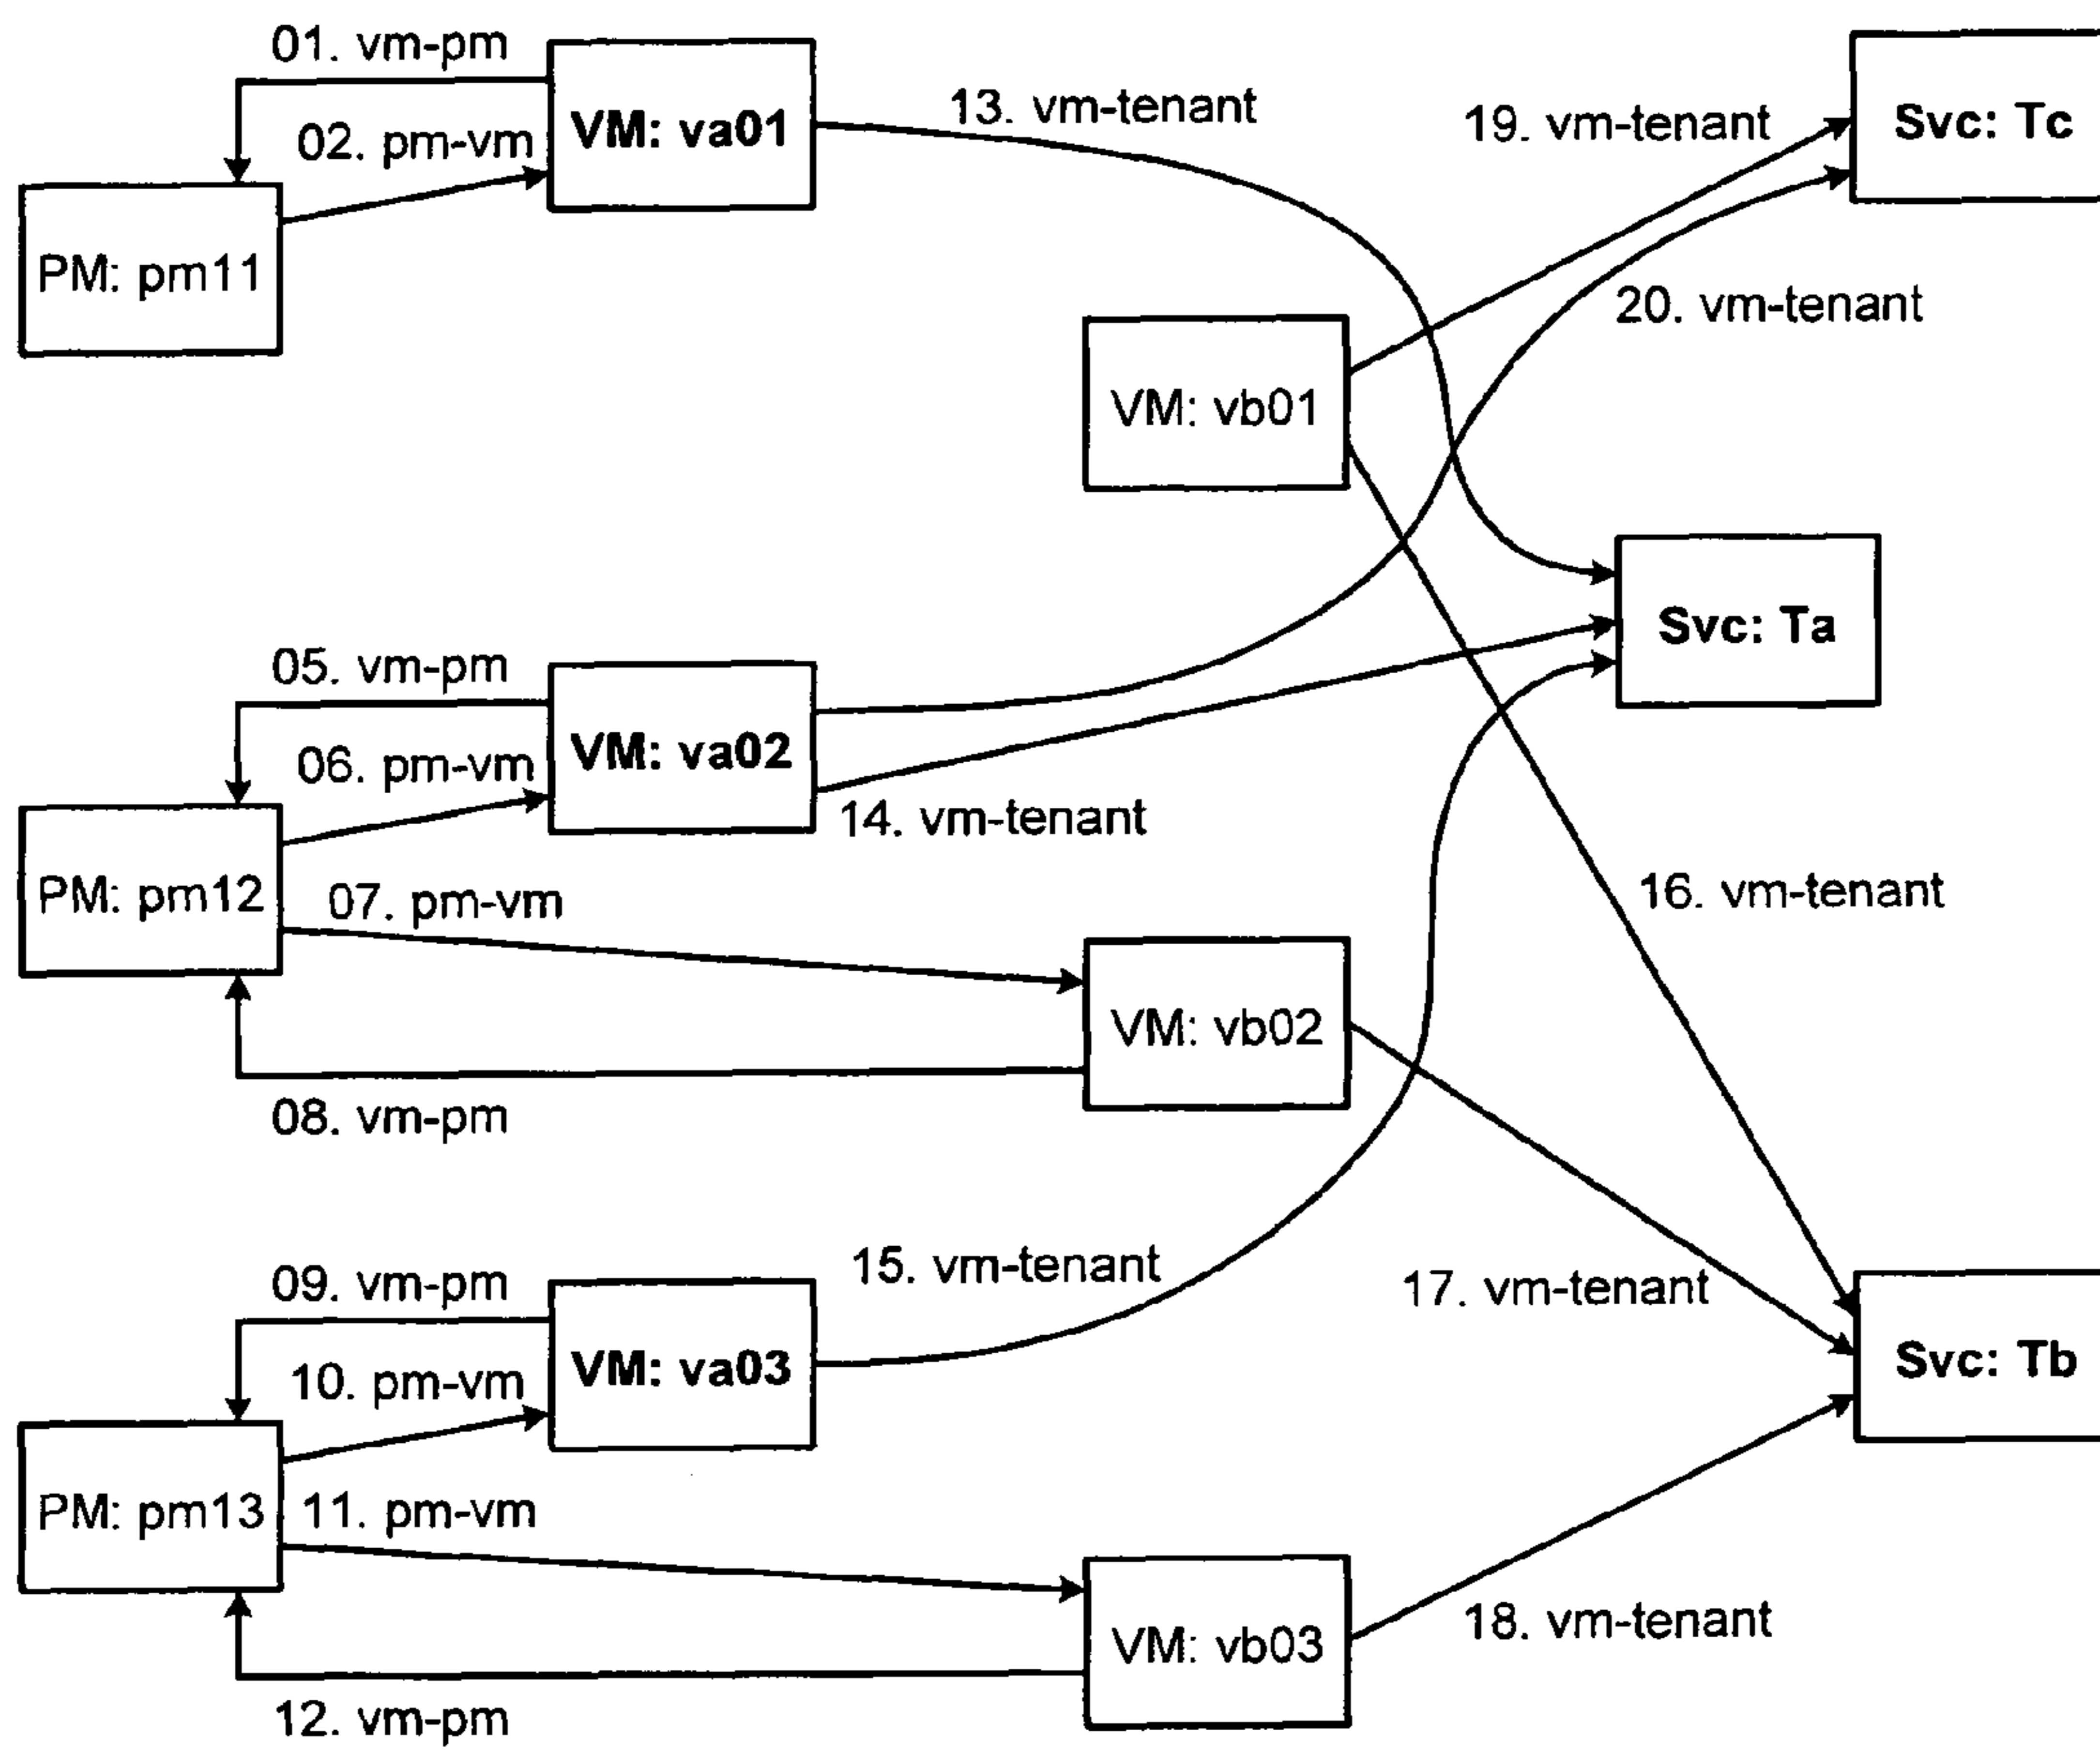 01. vm-pm
VM: va01
02. pm-vm
PM: pm11
13. vm-tenant
19. vm-tenant
Svc: Tc
20. vm-tenant
VM: vb01
Svc: Ta
05. vm-pm
VM: va02
06. pm-vm
14. vm-tenant
PM: pm12
07. pm-vm
16. vm-tenant
VM: vb02
08. vm-pm
15. vm-tenant
09. vm-pm
17. vm-tenant
VM: va03
Svc: Tb
10. pm-vm
PM: pm13
11. pm-vm
VM: vb03
18. vm-tenant
12. vm-pm